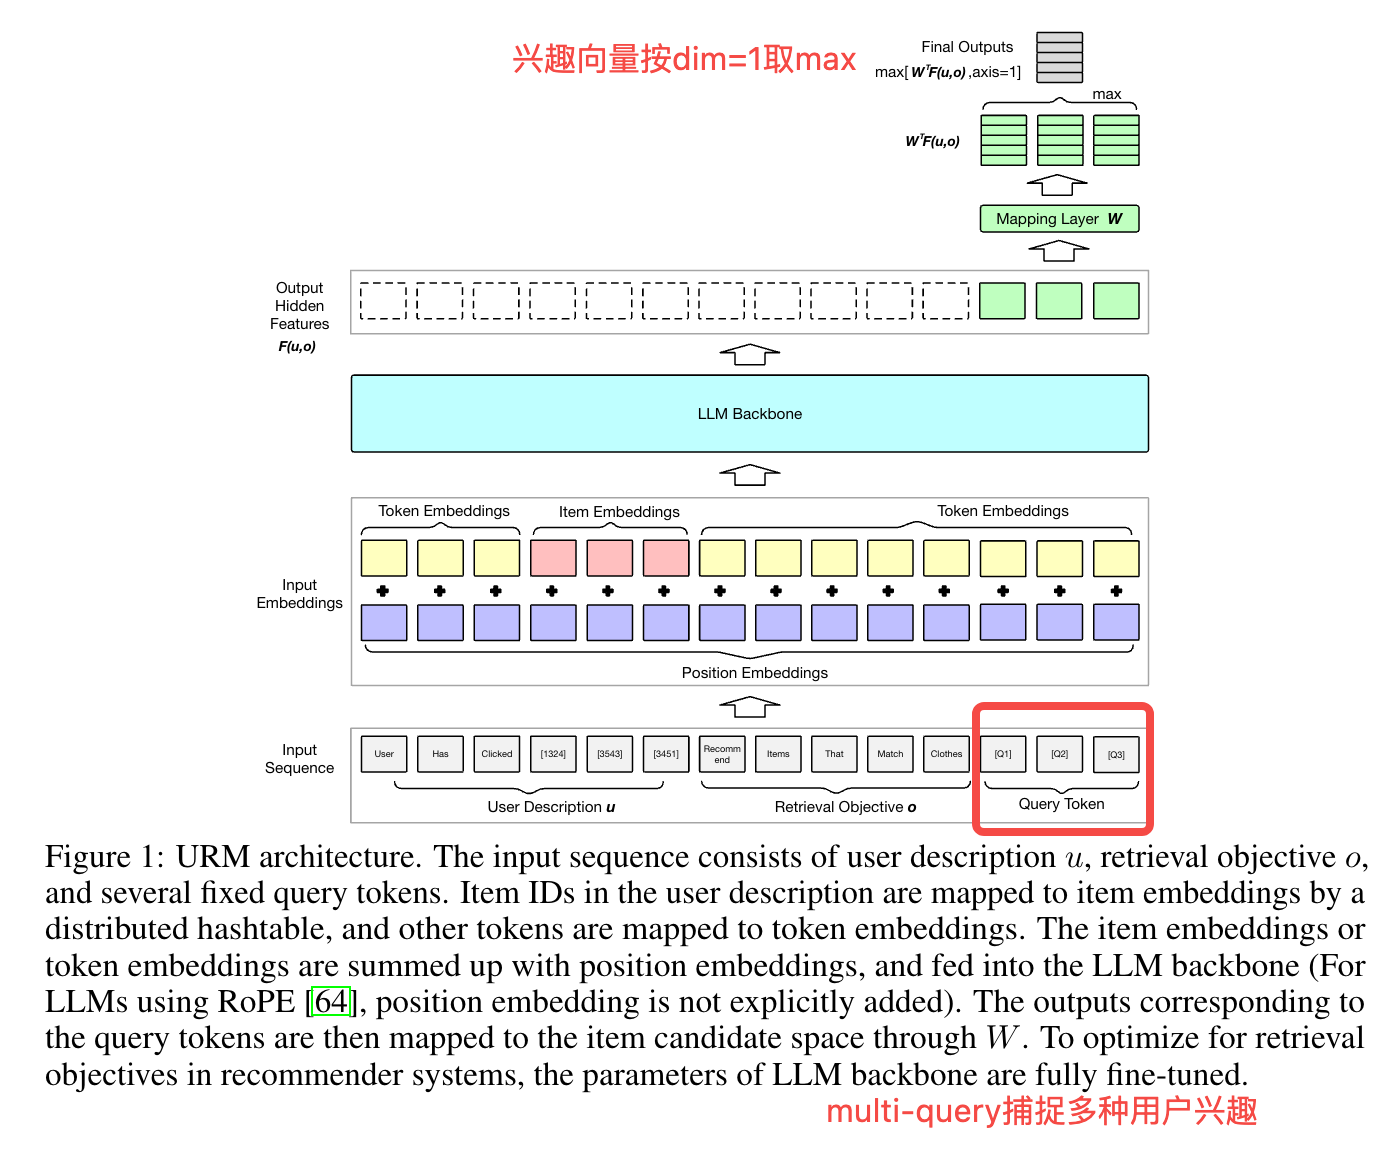 兴趣向量按dim=1取max
Final Outputs
max[ WᵀF(u,o) ,axis=1]
max
WᵀF(u,o)
Mapping Layer W
Output
Hidden
Features
F(u,o)
LLM Backbone
Token Embeddings Item Embeddings Token Embeddings
Input
Embeddings
Position Embeddings
Input
Sequence
User Has Clicked [1324] [3543] [3451] Recomm
end Items That Match Clothes [Q1] [Q2] [Q3]
User Description u Retrieval Objective o Query Token
Figure 1: URM architecture. The input sequence consists of user description u, retrieval objective o,
and several fixed query tokens. Item IDs in the user description are mapped to item embeddings by a
distributed hashtable, and other tokens are mapped to token embeddings. The item embeddings or
token embeddings are summed up with position embeddings, and fed into the LLM backbone (For
LLMs using RoPE [64], position embedding is not explicitly added). The outputs corresponding to
the query tokens are then mapped to the item candidate space through W. To optimize for retrieval
objectives in recommender systems, the parameters of LLM backbone are fully fine-tuned.
multi-query捕捉多种用户兴趣